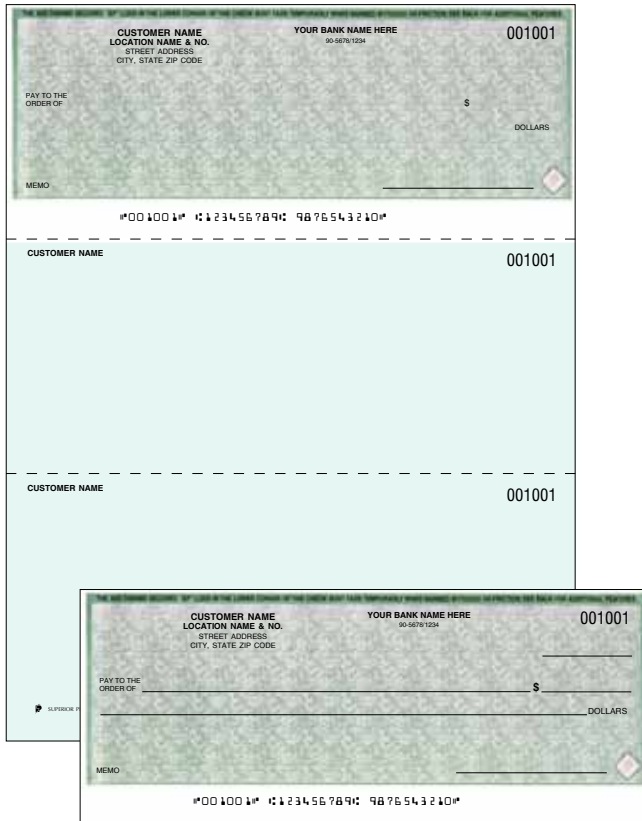 CUSTOMER NAME
LOCATION NAME & NO.
STREET ADDRESS
CITY, STATE ZIP CODE
YOUR BANK NAME HERE
90-5678/1234
001001
PAY TO THE
ORDER OF
$
DOLLARS
MEMO
⑈001001⑈ ⑆123456789⑆ 9876543210⑈
CUSTOMER NAME
001001
CUSTOMER NAME
001001
SUPERIOR
CUSTOMER NAME
LOCATION NAME & NO.
STREET ADDRESS
CITY, STATE ZIP CODE
YOUR BANK NAME HERE
90-5678/1234
001001
PAY TO THE
ORDER OF
$
DOLLARS
MEMO
⑈001001⑈ ⑆123456789⑆ 9876543210⑈